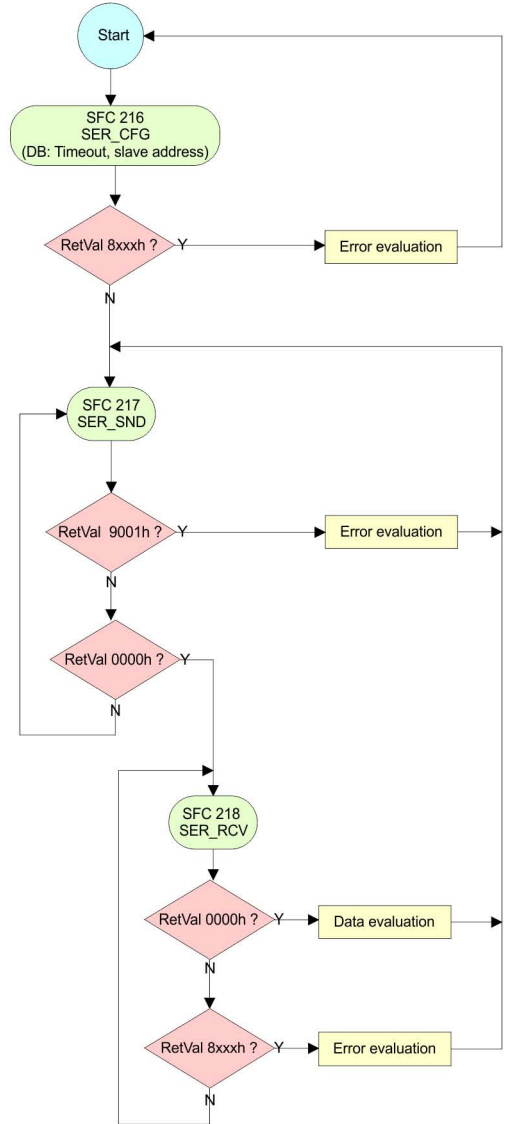 Start
SFC 216
SER_CFG
(DB: Timeout, slave address)
RetVal 8xxxh ?
Y
Error evaluation
N
SFC 217
SER_SND
RetVal 9001h ?
Y
Error evaluation
N
RetVal 0000h ?
Y
N
SFC 218
SER_RCV
RetVal 0000h ?
Y
Data evaluation
N
RetVal 8xxxh ?
Y
Error evaluation
N